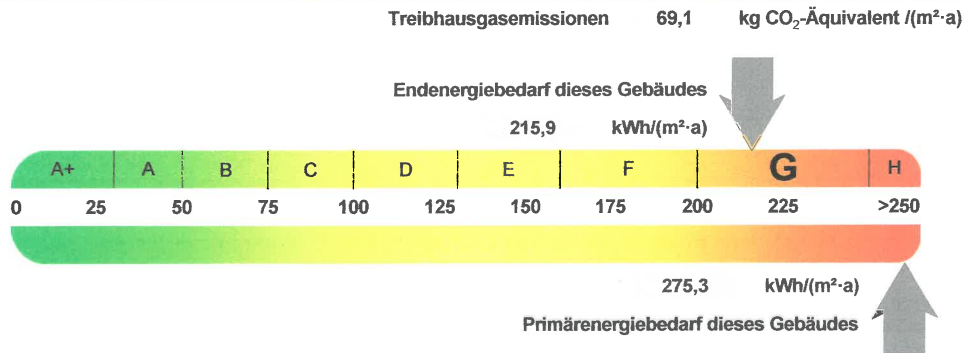 Treibhausgasemissionen 69,1 kg CO₂-Äquivalent /(m²·a)
Endenergiebedarf dieses Gebäudes
215,9 kWh/(m²·a)
A+ A B C D E F G H
0 25 50 75 100 125 150 175 200 225 >250
275,3 kWh/(m²·a)
Primärenergiebedarf dieses Gebäudes